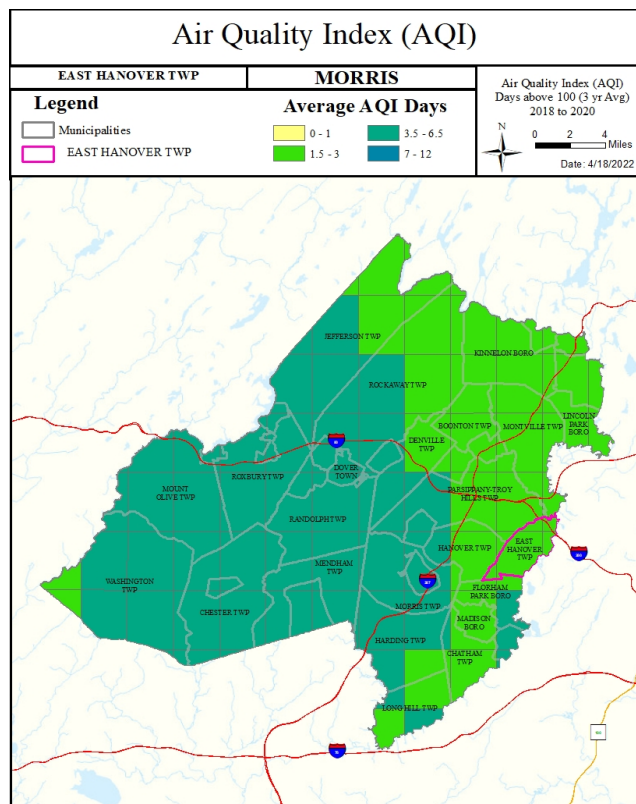 Air Quality Index (AQI)
EAST HANOVER TWP
MORRIS
Air Quality Index (AQI)
Days above 100 (3 yr Avg)
2018 to 2020
N
0 2 4
Miles
Date: 4/18/2022
Legend
Municipalities
EAST HANOVER TWP
Average AQI Days
0 - 1
1.5 - 3
3.5 - 6.5
7 - 12
JEFFERSON TWP
KINNELON BORO
ROCKAWAY TWP
LINCOLN
PARK
BORO
BOONTON TWP
MONTVILLE TWP
DENVILLE
TWP
80
DOVER
TOWN
ROXBURY TWP
MOUNT
OLIVE TWP
PARSIPPANY-TROY
HILLS TWP
RANDOLPH TWP
HANOVER TWP
EAST
HANOVER
TWP
280
MENDHAM
TWP
287
WASHINGTON
TWP
FLORHAM
PARK BORO
CHESTER TWP
MORRIS TWP
MADISON
BORO
HARDING TWP
CHATHAM
TWP
LONG HILL TWP
78